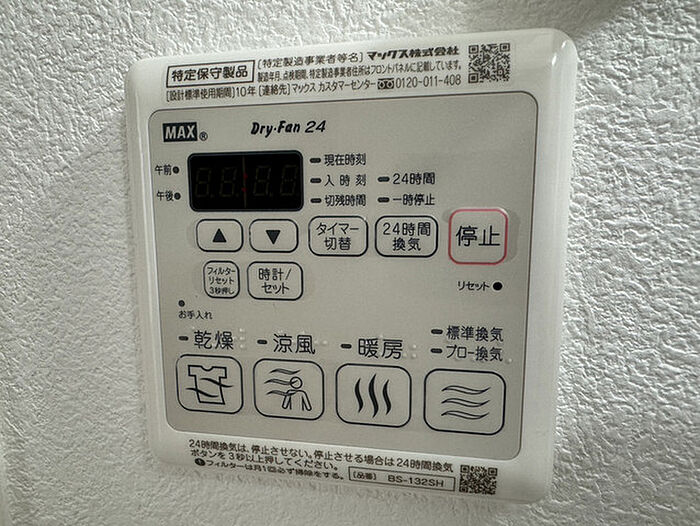 特定保守製品
[特定製造事業者等名] マックス株式会社
製造年月、点検期間、特定製造事業者住所はフロントパネルに記載しています。
[設計標準使用期間] 10年 [連絡先] マックス カスタマーセンター 0120-011-408
MAX® Dry・Fan 24
午前
午後
現在時刻
入時刻 24時間
切残時間 一時停止
▲ ▼ タイマー切替 24時間換気 停止
フィルターリセット3秒押し 時計/セット
リセット
お手入れ
乾燥 涼風 暖房 標準換気
ブロー換気
24時間換気は、停止させない。停止させる場合は24時間換気
ボタンを3秒以上押してください。
フィルターは月1回必ず掃除をする。 [品番] BS-132SH